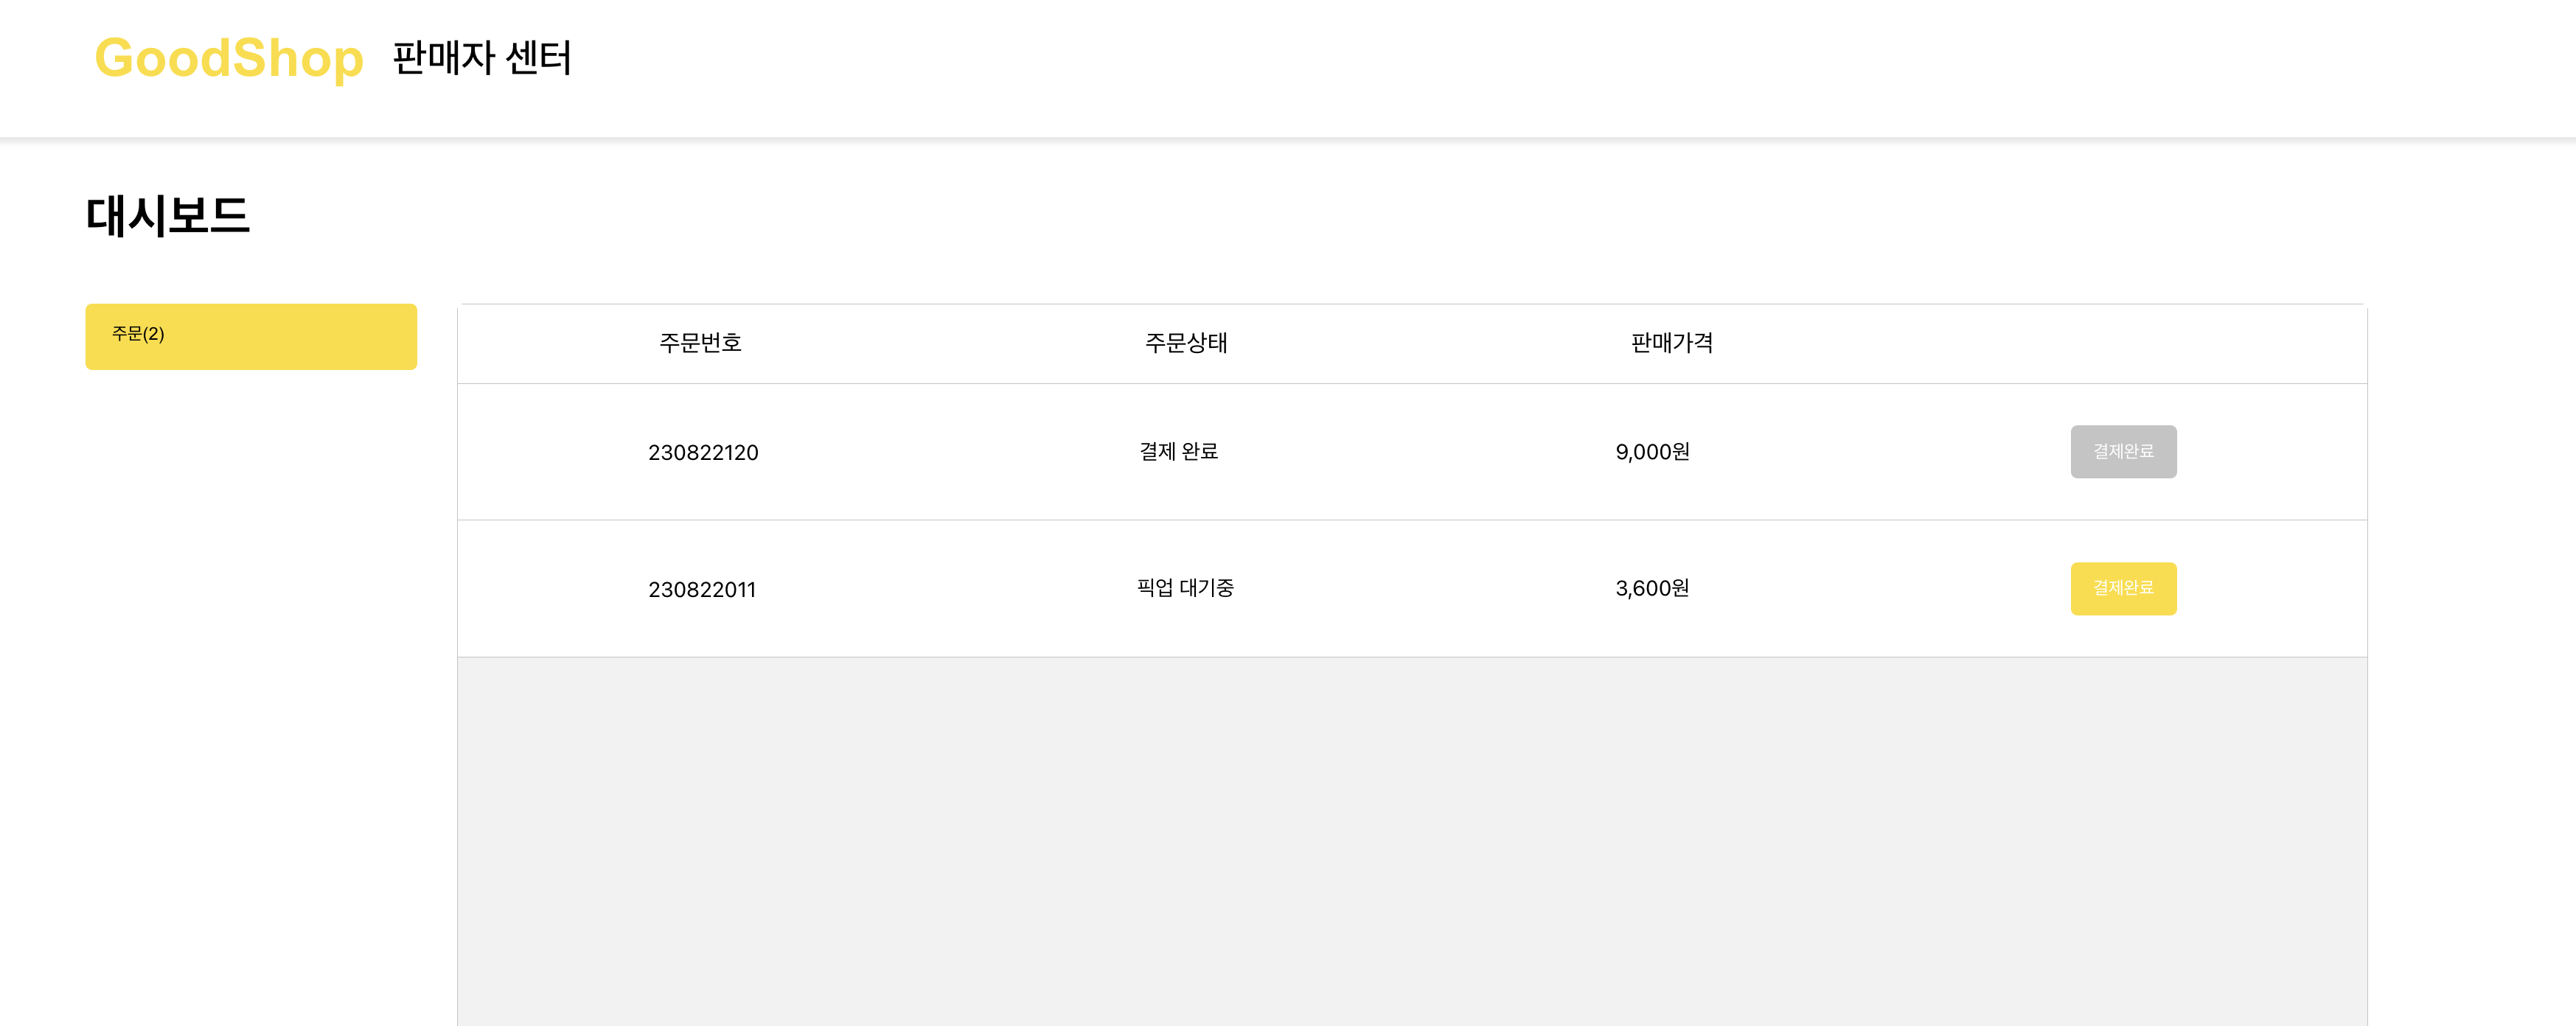 GoodShop 판매자 센터
대시보드
주문(2)
주문번호 주문상태 판매가격
230822120 결제 완료 9,000원 결제완료
230822011 픽업 대기중 3,600원 결제완료